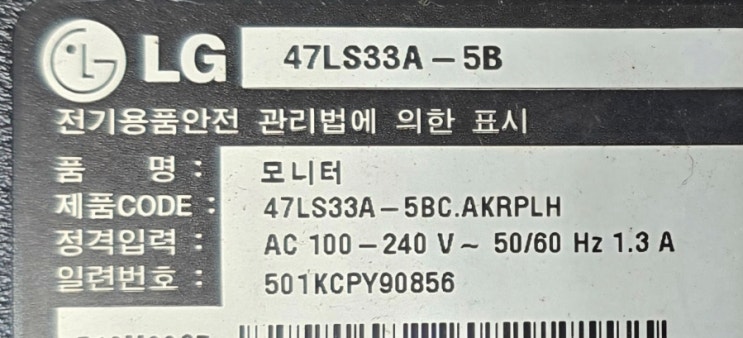 LG 47LS33A-5B
전기용품안전 관리법에 의한 표시
품 명 : 모니터
제품CODE : 47LS33A-5BC.AKRPLH
정격입력 : AC 100-240 V~ 50/60 Hz 1.3 A
일련번호 : 501KCPY90856